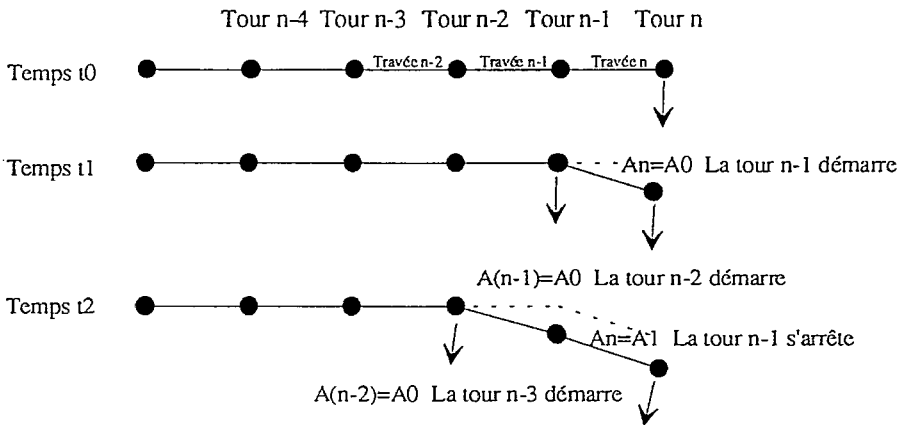 Tour n-4 Tour n-3 Tour n-2 Tour n-1 Tour n
Temps t0
Travée n-2 Travée n-1 Travée n
Temps t1
An=A0 La tour n-1 démarre
A(n-1)=A0 La tour n-2 démarre
Temps t2
An=A1 La tour n-1 s'arrête
A(n-2)=A0 La tour n-3 démarre